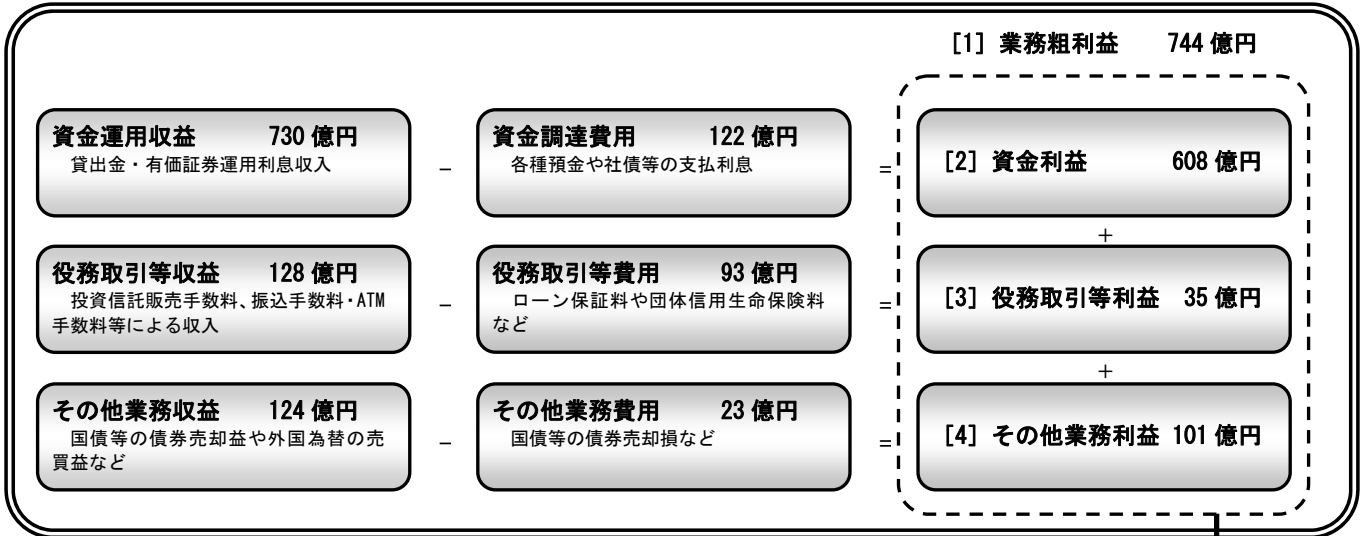 [1] 業務粗利益 744 億円
資金運用収益 730 億円
貸出金・有価証券運用利息収入
－
資金調達費用 122 億円
各種預金や社債等の支払利息
＝
[2] 資金利益 608 億円
＋
役務取引等収益 128 億円
投資信託販売手数料、振込手数料・ATM
手数料等による収入
－
役務取引等費用 93 億円
ローン保証料や団体信用生命保険料
など
＝
[3] 役務取引等利益 35 億円
＋
その他業務収益 124 億円
国債等の債券売却益や外国為替の売
買益など
－
その他業務費用 23 億円
国債等の債券売却損など
＝
[4] その他業務利益 101 億円